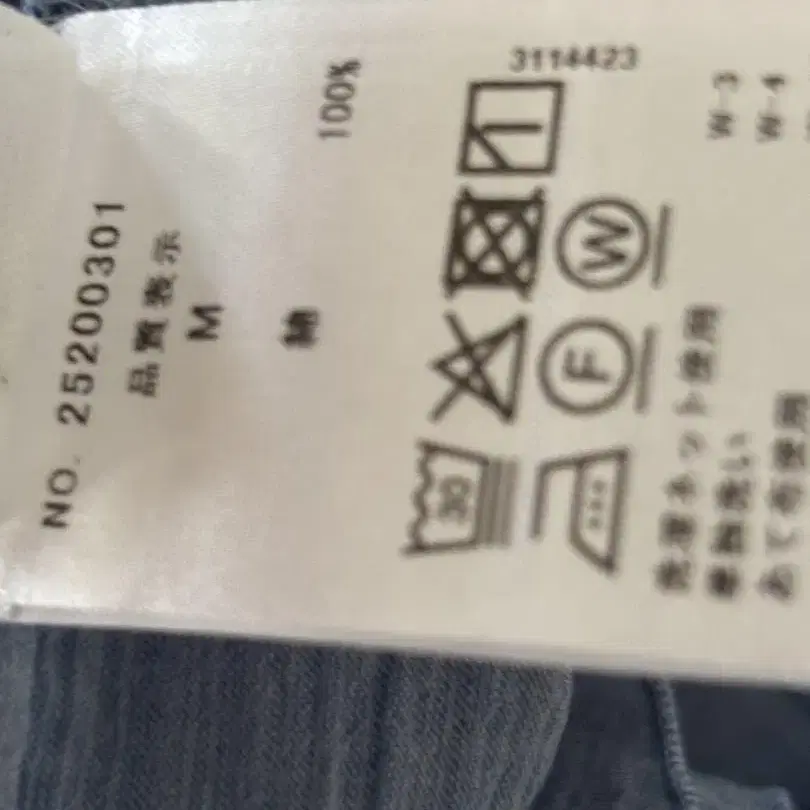 NO. 25200301
品質表示
M
綿 100%
3114423
30
F W
洗濯ネット使用 W-3
単独洗い W-4
あて布使用